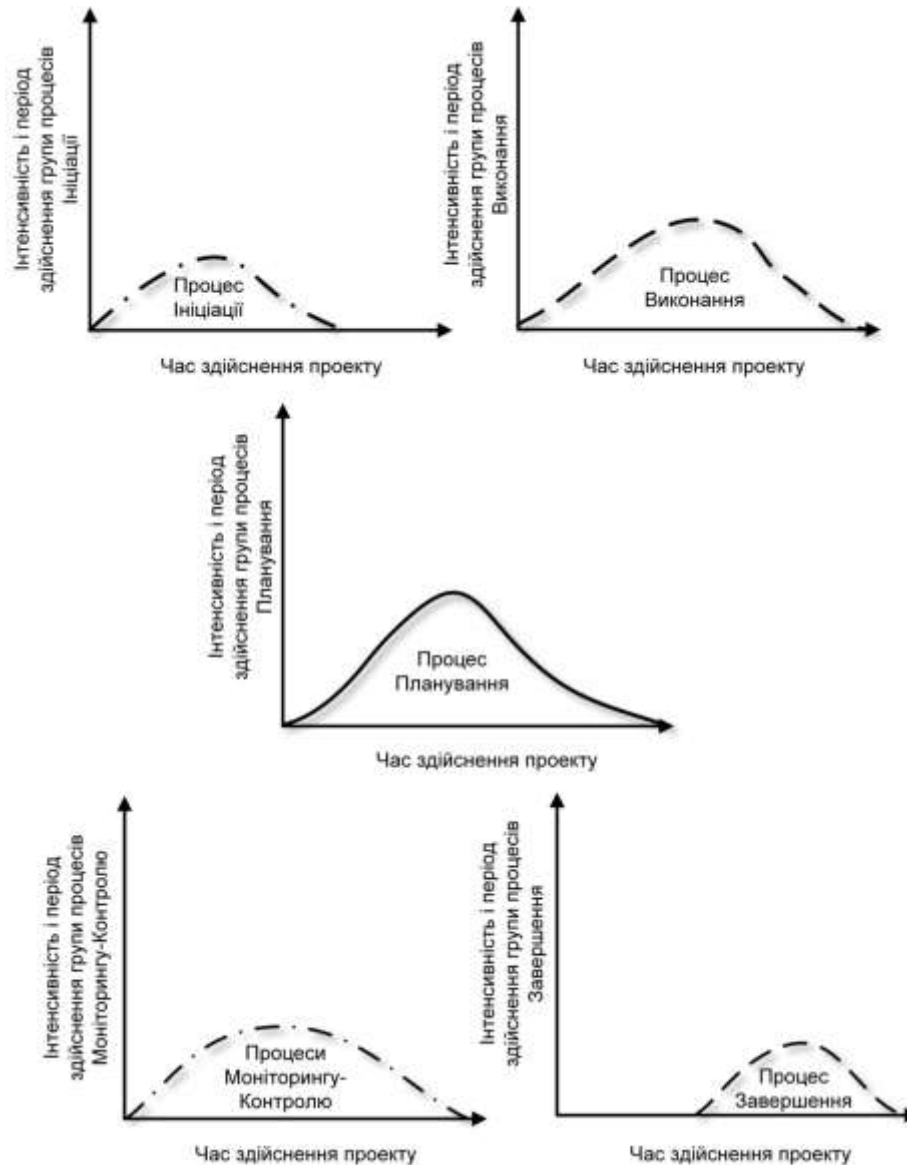 Інтенсивність і період
здійснення групи процесів
Ініціації
Процес
Ініціації
Час здійснення проекту
Інтенсивність і період
здійснення групи процесів
Виконання
Процес
Виконання
Час здійснення проекту
Інтенсивність і період
здійснення групи процесів
Планування
Процес
Планування
Час здійснення проекту
Інтенсивність і період
здійснення групи процесів
Моніторингу-Контролю
Процеси
Моніторингу-
Контролю
Час здійснення проекту
Інтенсивність і період
здійснення групи процесів
Завершення
Процес
Завершення
Час здійснення проекту